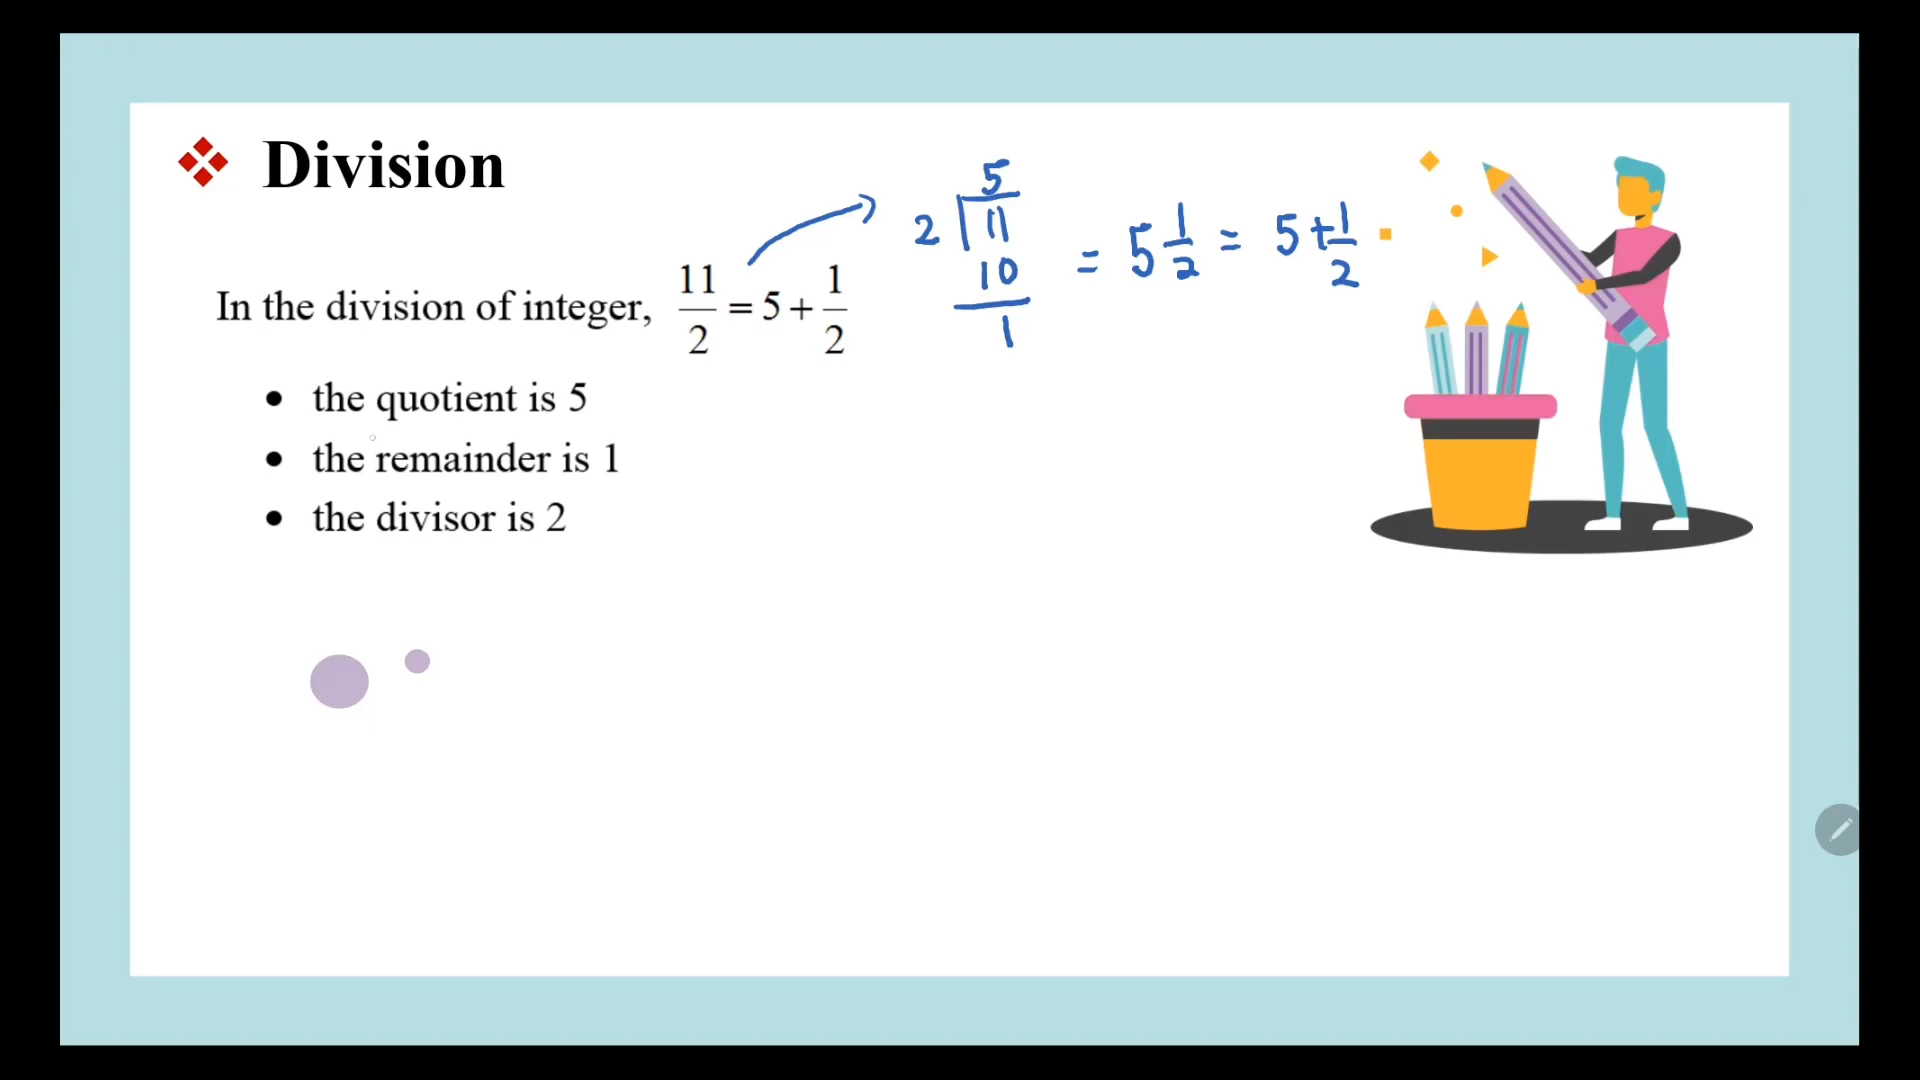 Division
In the division of integer, 11/2 = 5 + 1/2
5
2 11
10
1
= 5 1/2 = 5 + 1/2
• the quotient is 5
• the remainder is 1
• the divisor is 2